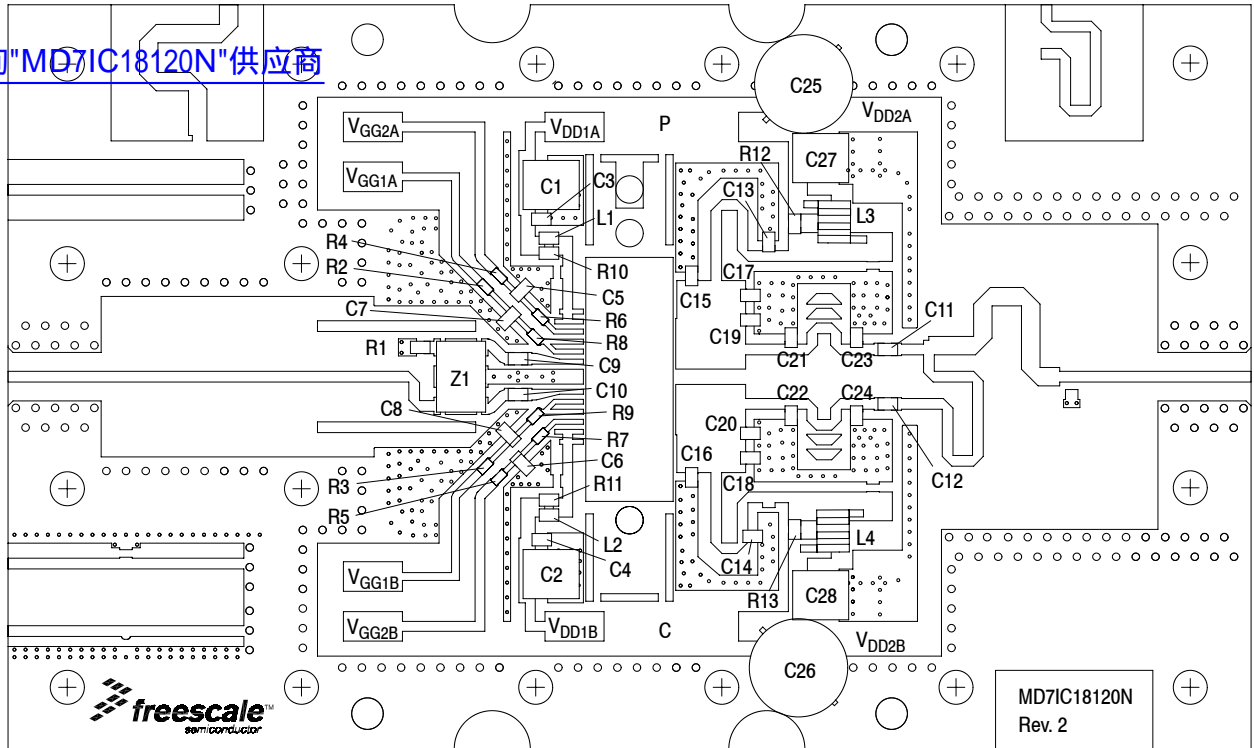 "MD7IC18120N"供应商
C25
VGG2A
VDD1A
P
VDD2A
R12
C27
VGG1A
C1
C3
C13
L1
L3
R4
R2
R10
C17
C5
C15
C7
R6
C19
C11
R8
R1
C21
C23
C9
Z1
C10
C22
C24
C8
R9
C20
R7
C16
C6
C18
C12
R3
R11
R5
L2
L4
C14
C4
C2
VGG1B
R13
C28
VGG2B
VDD1B
C
VDD2B
C26
freescale™
semiconductor
MD7IC18120N
Rev. 2